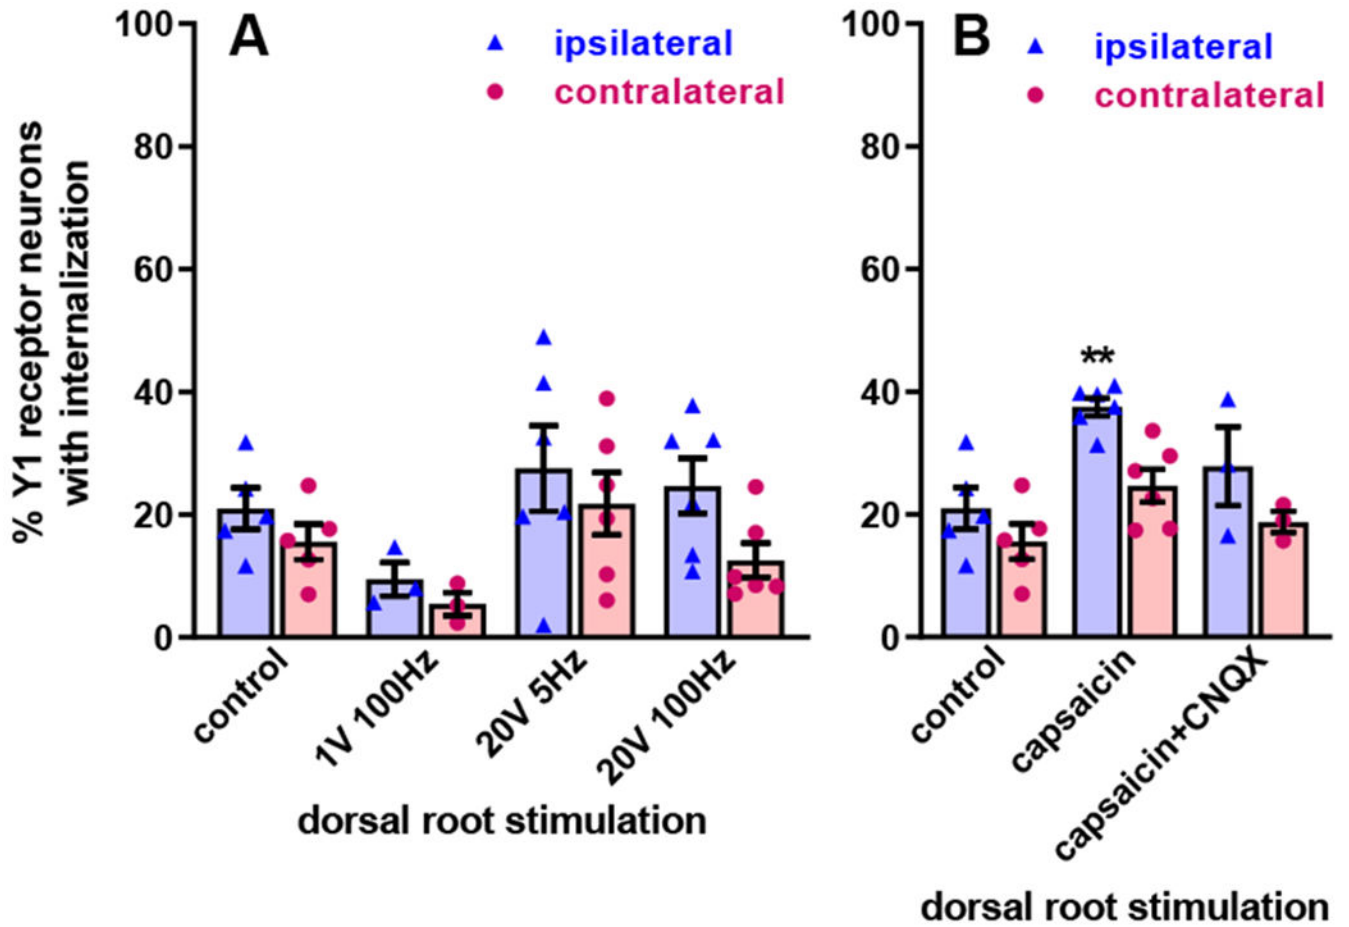 A
ipsilateral
contralateral
% Y1 receptor neurons
with internalization
100
80
60
40
20
0
control
1V 100Hz
20V 5Hz
20V 100Hz
dorsal root stimulation
B
ipsilateral
contralateral
100
80
60
40
20
0
**
control
capsaicin
capsaicin+CNQX
dorsal root stimulation